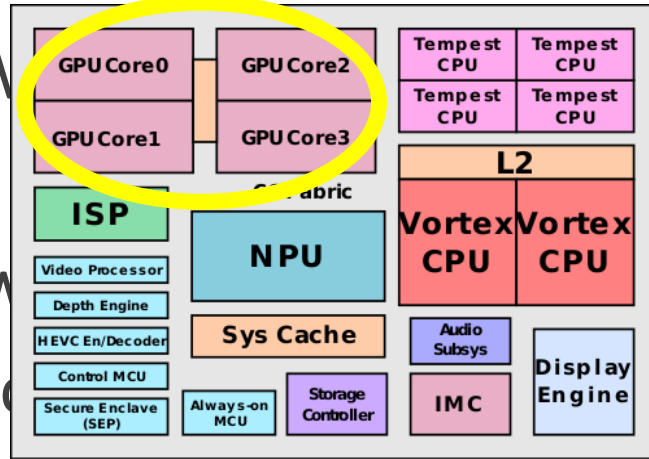 GPU Core0
GPU Core2
GPU Core1
GPU Core3
Tempest
CPU
Tempest
CPU
Tempest
CPU
Tempest
CPU
L2
Vortex
CPU
Vortex
CPU
ISP
NPU
Video Processor
Depth Engine
HEVC En/Decoder
Control MCU
Secure Enclave
(SEP)
Sys Cache
Always-on
MCU
Storage
Controller
Audio
Subsys
IMC
Display
Engine